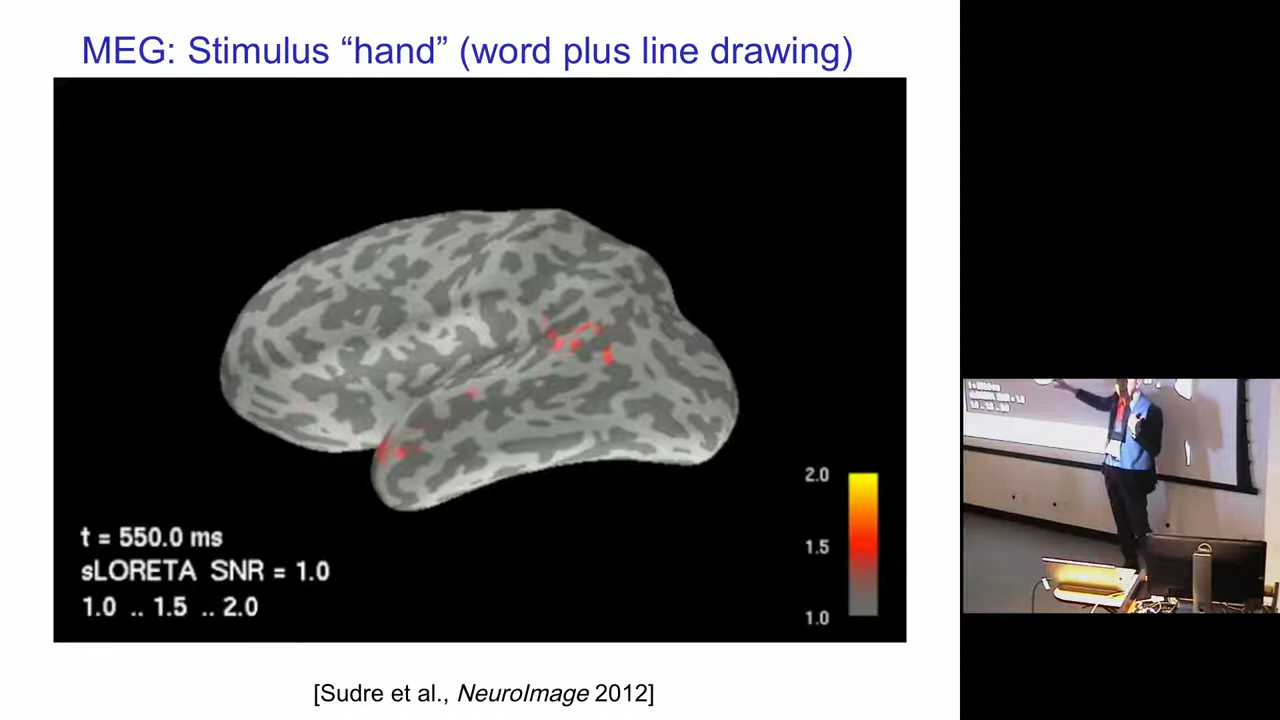 MEG: Stimulus “hand” (word plus line drawing)
t = 550.0 ms
sLORETA SNR = 1.0
1.0 .. 1.5 .. 2.0
2.0
1.5
1.0
[Sudre et al., NeuroImage 2012]